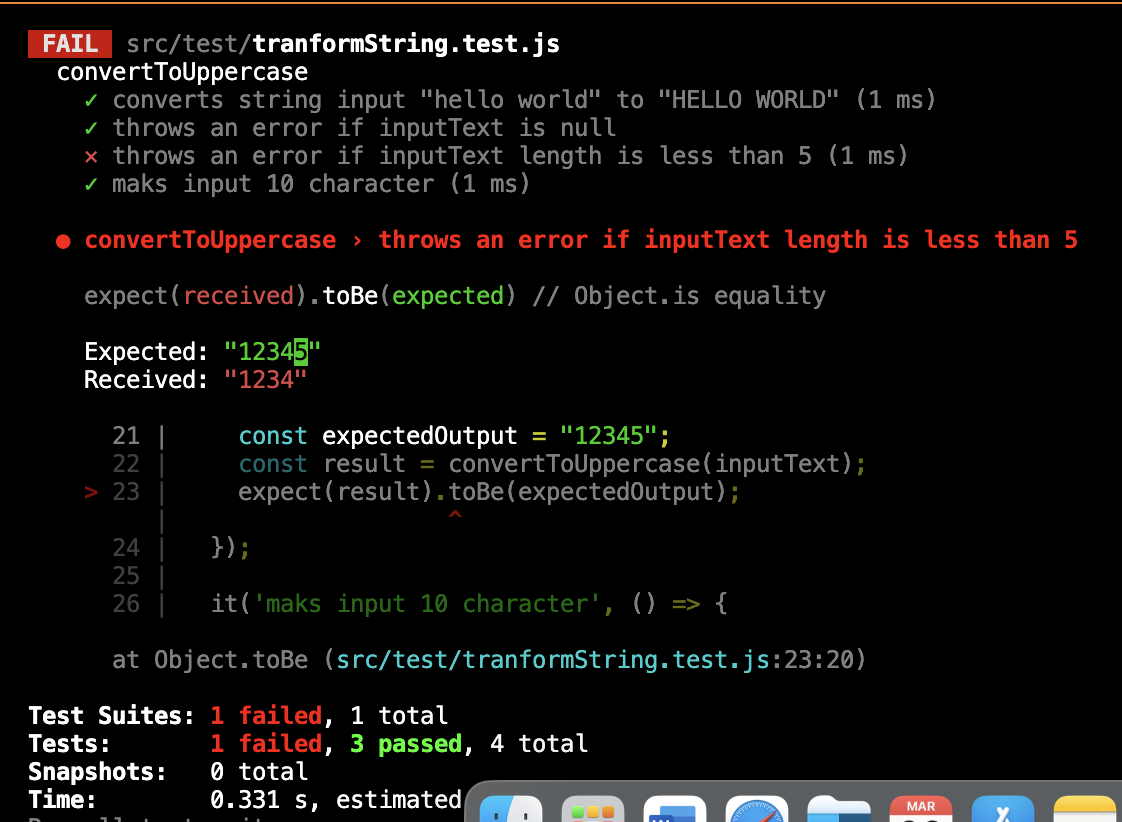 FAIL src/test/tranformString.test.js
convertToUppercase
✓ converts string input "hello world" to "HELLO WORLD" (1 ms)
✓ throws an error if inputText is null
✕ throws an error if inputText length is less than 5 (1 ms)
✓ maks input 10 character (1 ms)
● convertToUppercase › throws an error if inputText length is less than 5
expect(received).toBe(expected) // Object.is equality
Expected: "12345"
Received: "1234"
21 | const expectedOutput = "12345";
22 | const result = convertToUppercase(inputText);
> 23 | expect(result).toBe(expectedOutput);
| ^
24 | });
25 |
26 | it('maks input 10 character', () => {
at Object.toBe (src/test/tranformString.test.js:23:20)
Test Suites: 1 failed, 1 total
Tests: 1 failed, 3 passed, 4 total
Snapshots: 0 total
Time: 0.331 s, estimated
MAR